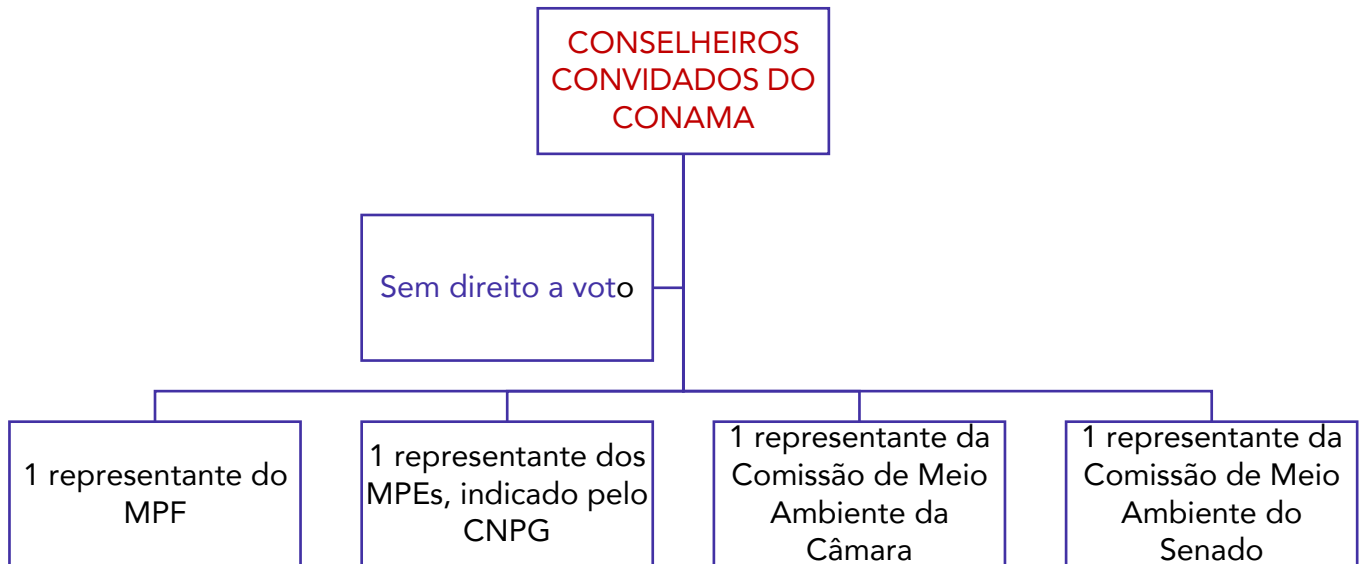 CONSELHEIROS
CONVIDADOS DO
CONAMA
Sem direito a voto
1 representante do
MPF
1 representante dos
MPEs, indicado pelo
CNPG
1 representante da
Comissão de Meio
Ambiente da
Câmara
1 representante da
Comissão de Meio
Ambiente do
Senado